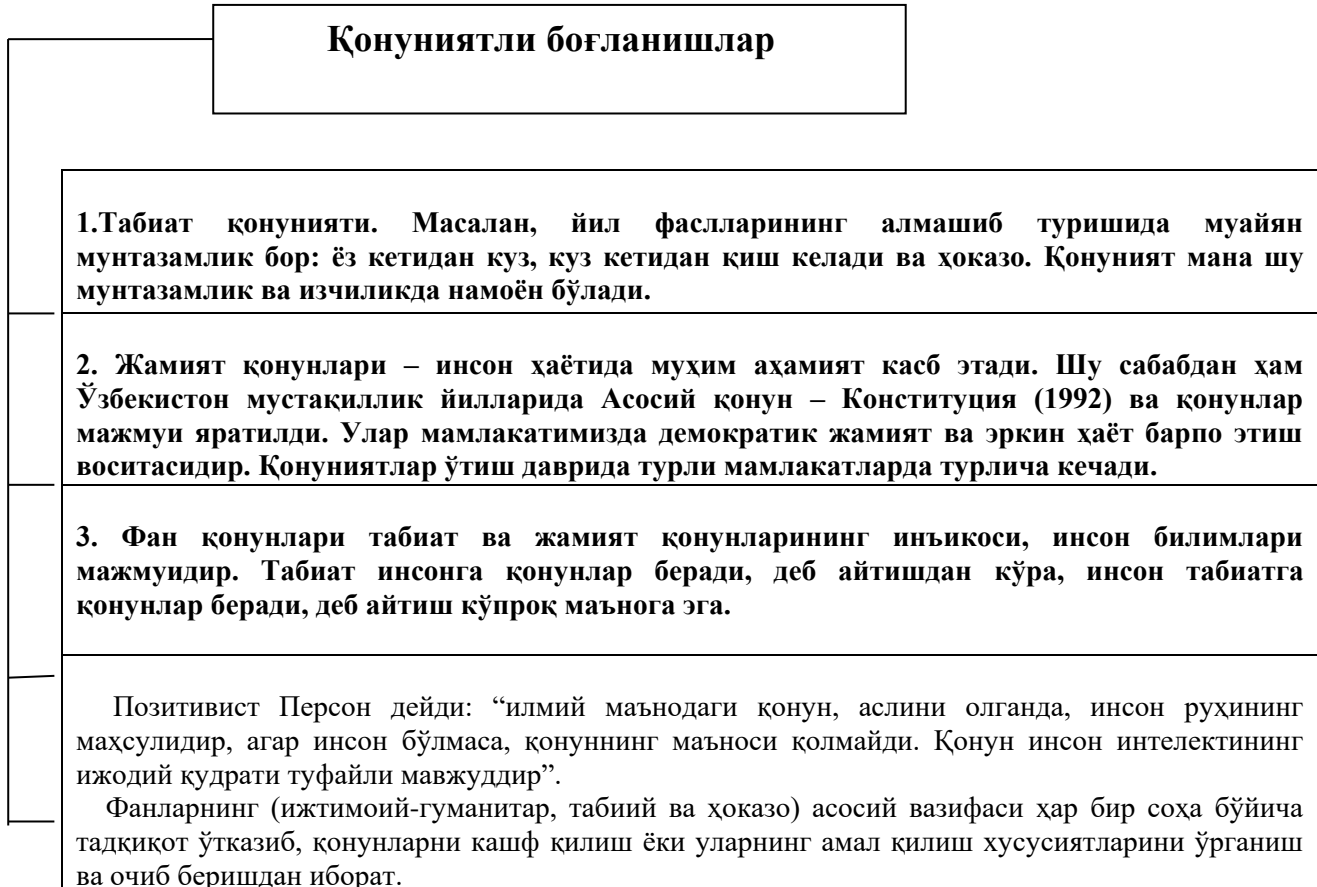 Қонуниятли боғланишлар
1.Табиат қонунияти. Масалан, йил фаслларининг алмашиб туришида муайян
мунтазамлик бор: ёз кетидан куз, куз кетидан қиш келади ва ҳоказо. Қонуният мана шу
мунтазамлик ва изчиликда намоён бўлади.
2. Жамият қонунлари – инсон ҳаётида муҳим аҳамият касб этади. Шу сабабдан ҳам
Ўзбекистон мустақиллик йилларида Асосий қонун – Конституция (1992) ва қонунлар
мажмуи яратилди. Улар мамлакатимизда демократик жамият ва эркин ҳаёт барпо этиш
воситасидир. Қонуниятлар ўтиш даврида турли мамлакатларда турлича кечади.
3. Фан қонунлари табиат ва жамият қонунларининг инъикоси, инсон билимлари
мажмуидир. Табиат инсонга қонунлар беради, деб айтишдан кўра, инсон табиатга
қонунлар беради, деб айтиш кўпроқ маънога эга.
Позитивист Персон дейди: “илмий маънодаги қонун, аслини олганда, инсон руҳининг
маҳсулидир, агар инсон бўлмаса, қонуннинг маъноси қолмайди. Қонун инсон интелектининг
ижодий қудрати туфайли мавжуддир”.
Фанларнинг (ижтимоий-гуманитар, табиий ва ҳоказо) асосий вазифаси ҳар бир соҳа бўйича
тадқиқот ўтказиб, қонунларни кашф қилиш ёки уларнинг амал қилиш хусусиятларини ўрганиш
ва очиб беришдан иборат.